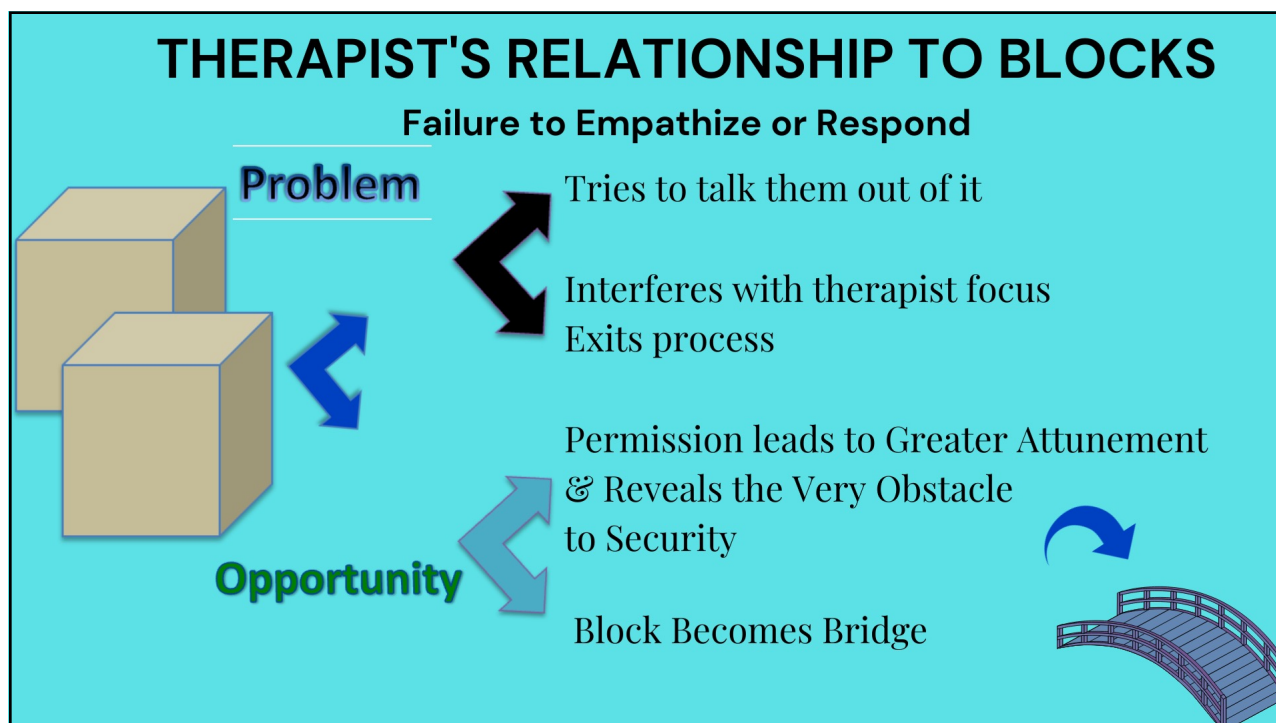 THERAPIST'S RELATIONSHIP TO BLOCKS
Failure to Empathize or Respond
Problem
Tries to talk them out of it
Interferes with therapist focus
Exits process
Permission leads to Greater Attunement
& Reveals the Very Obstacle
to Security
Opportunity
Block Becomes Bridge